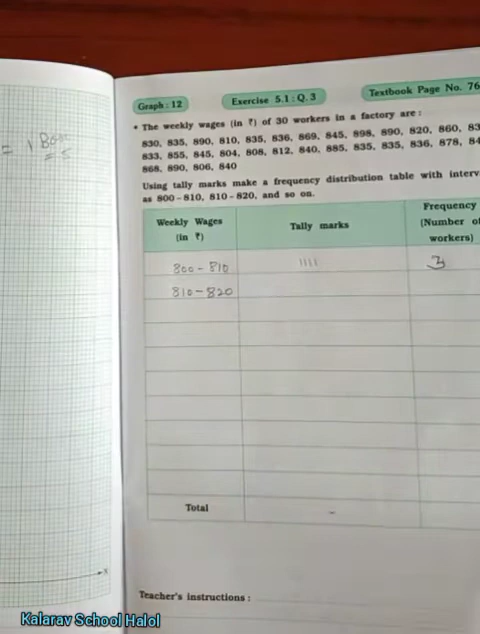 Graph : 12
Exercise 5.1 : Q. 3
Textbook Page No. 76
• The weekly wages (in ₹) of 30 workers in a factory are :
830, 835, 890, 810, 835, 836, 869, 845, 898, 890, 820, 860, 83
833, 855, 845, 804, 808, 812, 840, 885, 835, 835, 836, 878, 84
868, 890, 806, 840
Using tally marks make a frequency distribution table with interv
as 800-810, 810-820, and so on.
Weekly Wages (in ₹)
Tally marks
Frequency (Number of workers)
800-810 |||| 3
810-820
Total
Teacher's instructions :
Kalarav School Halol